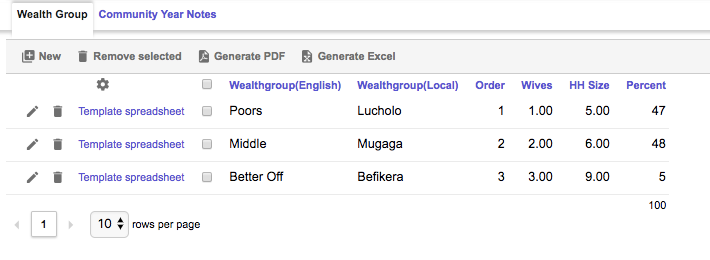 Wealth Group Community Year Notes
New Remove selected Generate PDF Generate Excel
Wealthgroup(English) Wealthgroup(Local) Order Wives HH Size Percent
Template spreadsheet Poors Lucholo 1 1.00 5.00 47
Template spreadsheet Middle Mugaga 2 2.00 6.00 48
Template spreadsheet Better Off Befikera 3 3.00 9.00 5
100
1 10 rows per page